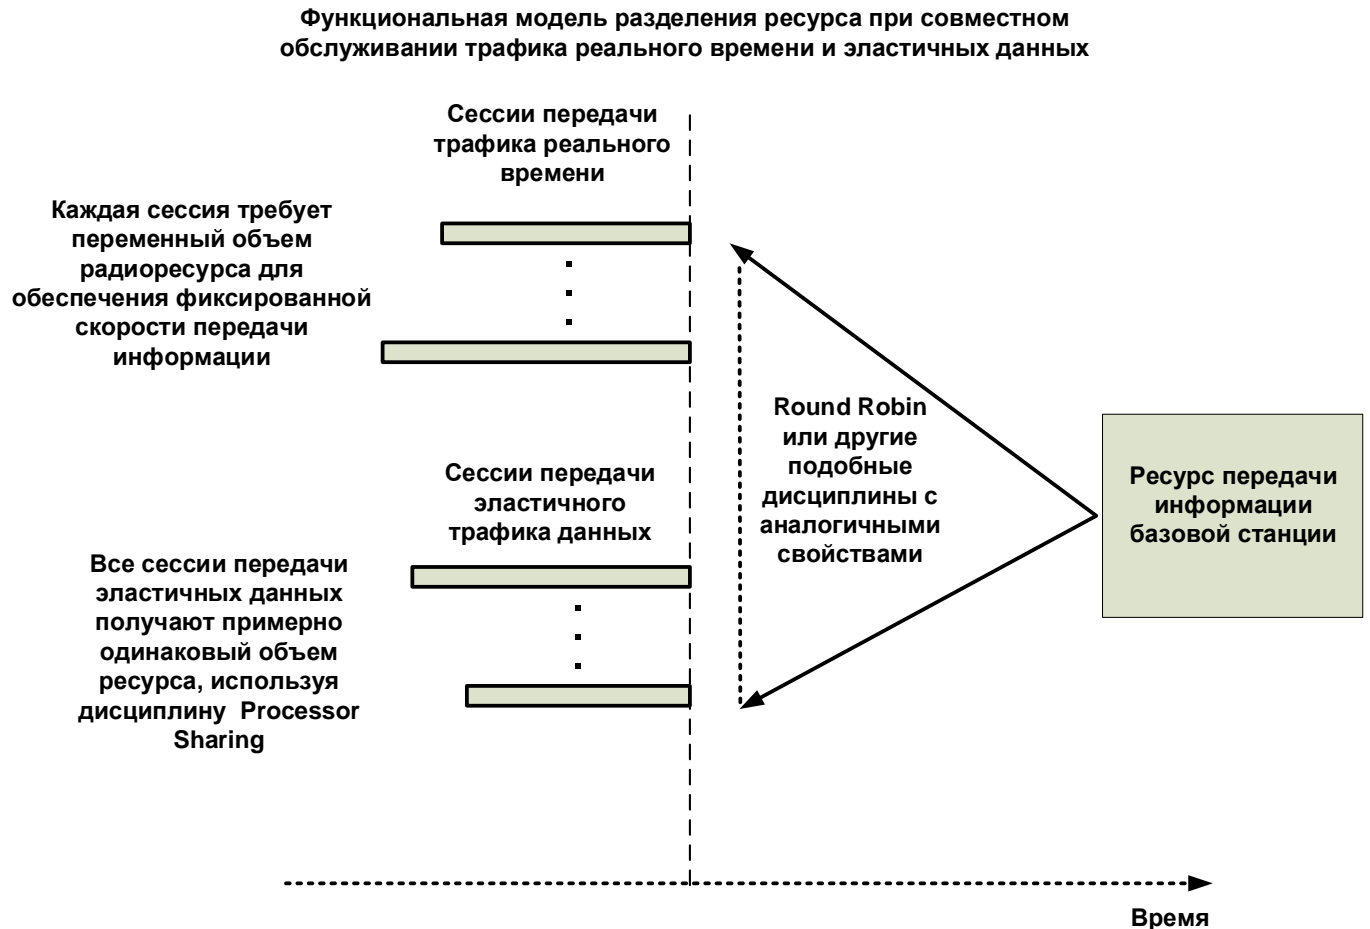 Функциональная модель разделения ресурса при совместном
обслуживании трафика реального времени и эластичных данных
Сессии передачи
трафика реального
времени
Каждая сессия требует
переменный объем
радиоресурса для
обеспечения фиксированной
скорости передачи
информации
Round Robin
или другие
подобные
дисциплины с
аналогичными
свойствами
Ресурс передачи
информации
базовой станции
Сессии передачи
эластичного
трафика данных
Все сессии передачи
эластичных данных
получают примерно
одинаковый объем
ресурса, используя
дисциплину Processor
Sharing
Время